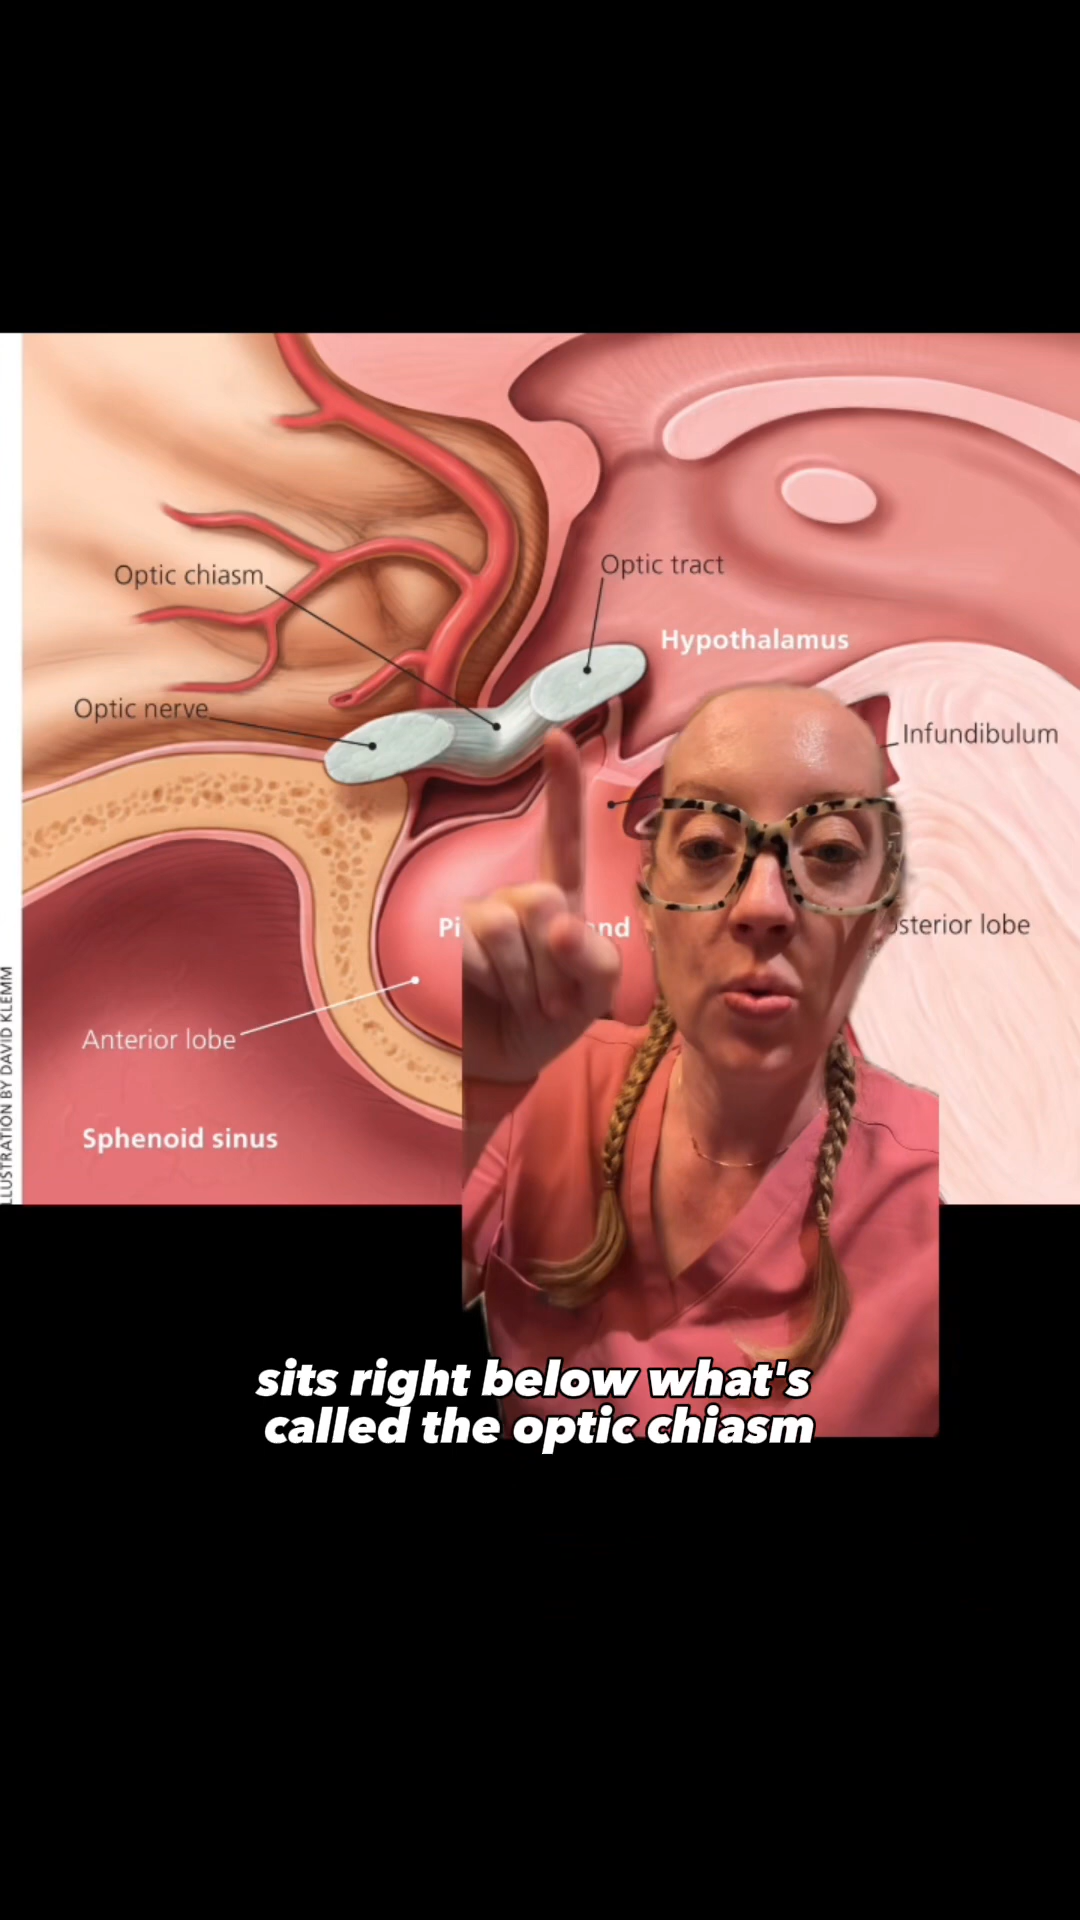 Optic chiasm
Optic tract
Hypothalamus
Optic nerve
Infundibulum
Anterior lobe
Sphenoid sinus
sits right below what's
called the optic chiasm
lobe
BY DAVID KLEMM